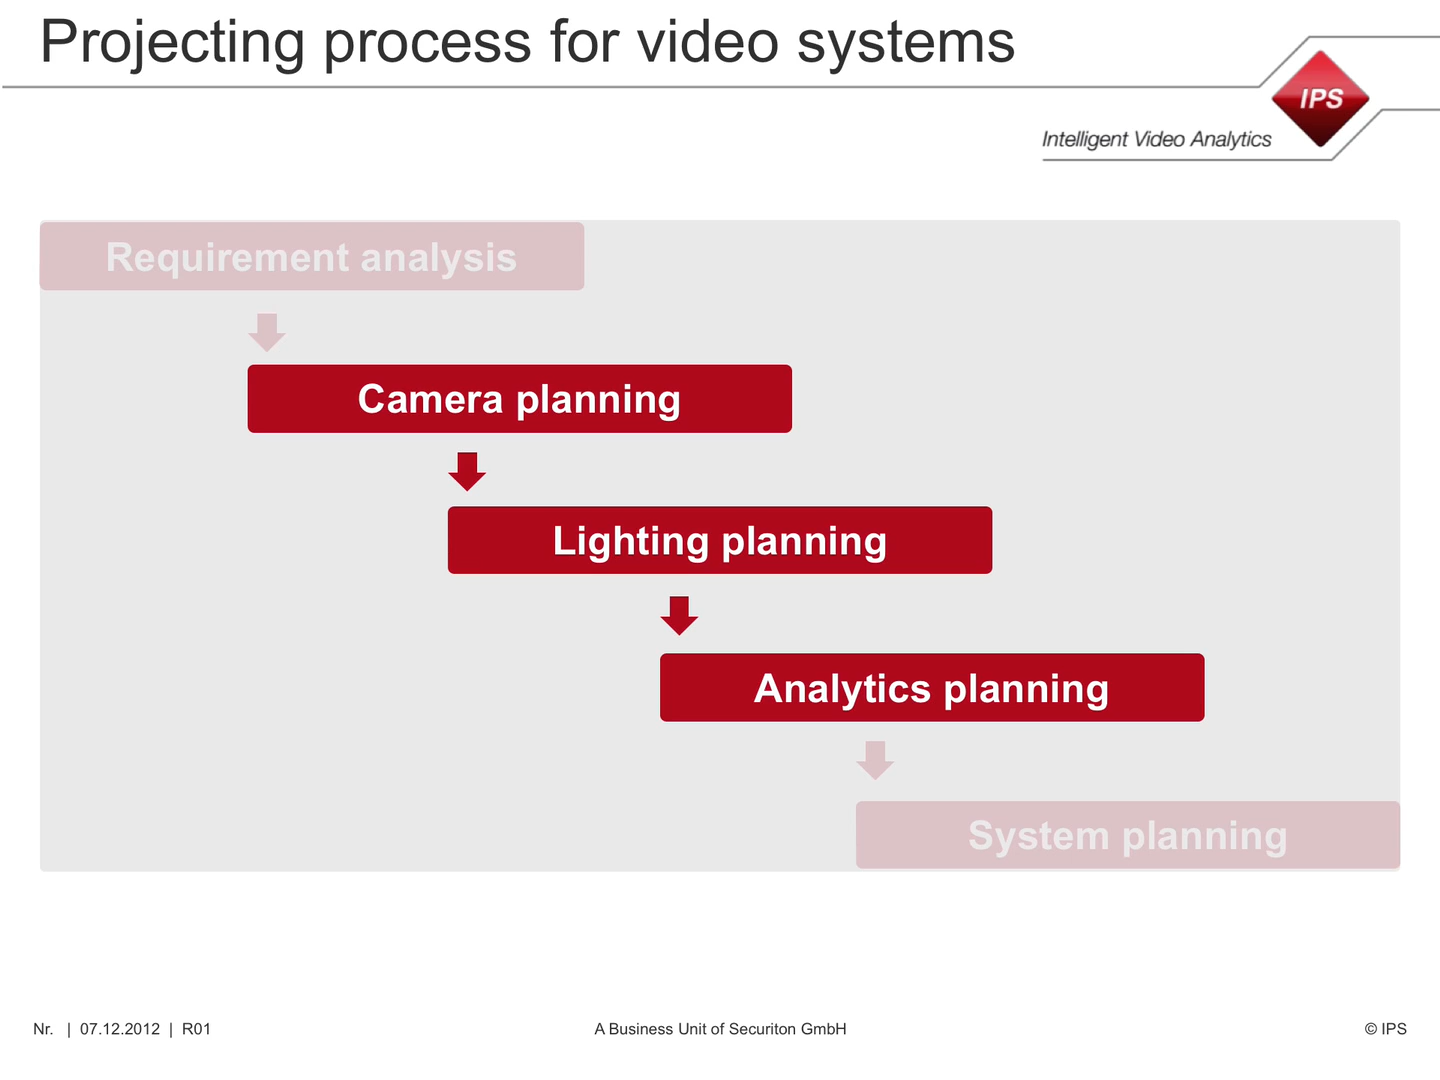 Projecting process for video systems
IPS
Intelligent Video Analytics
Requirement analysis
Camera planning
Lighting planning
Analytics planning
System planning
Nr. | 07.12.2012 | R01
A Business Unit of Securiton GmbH
© IPS